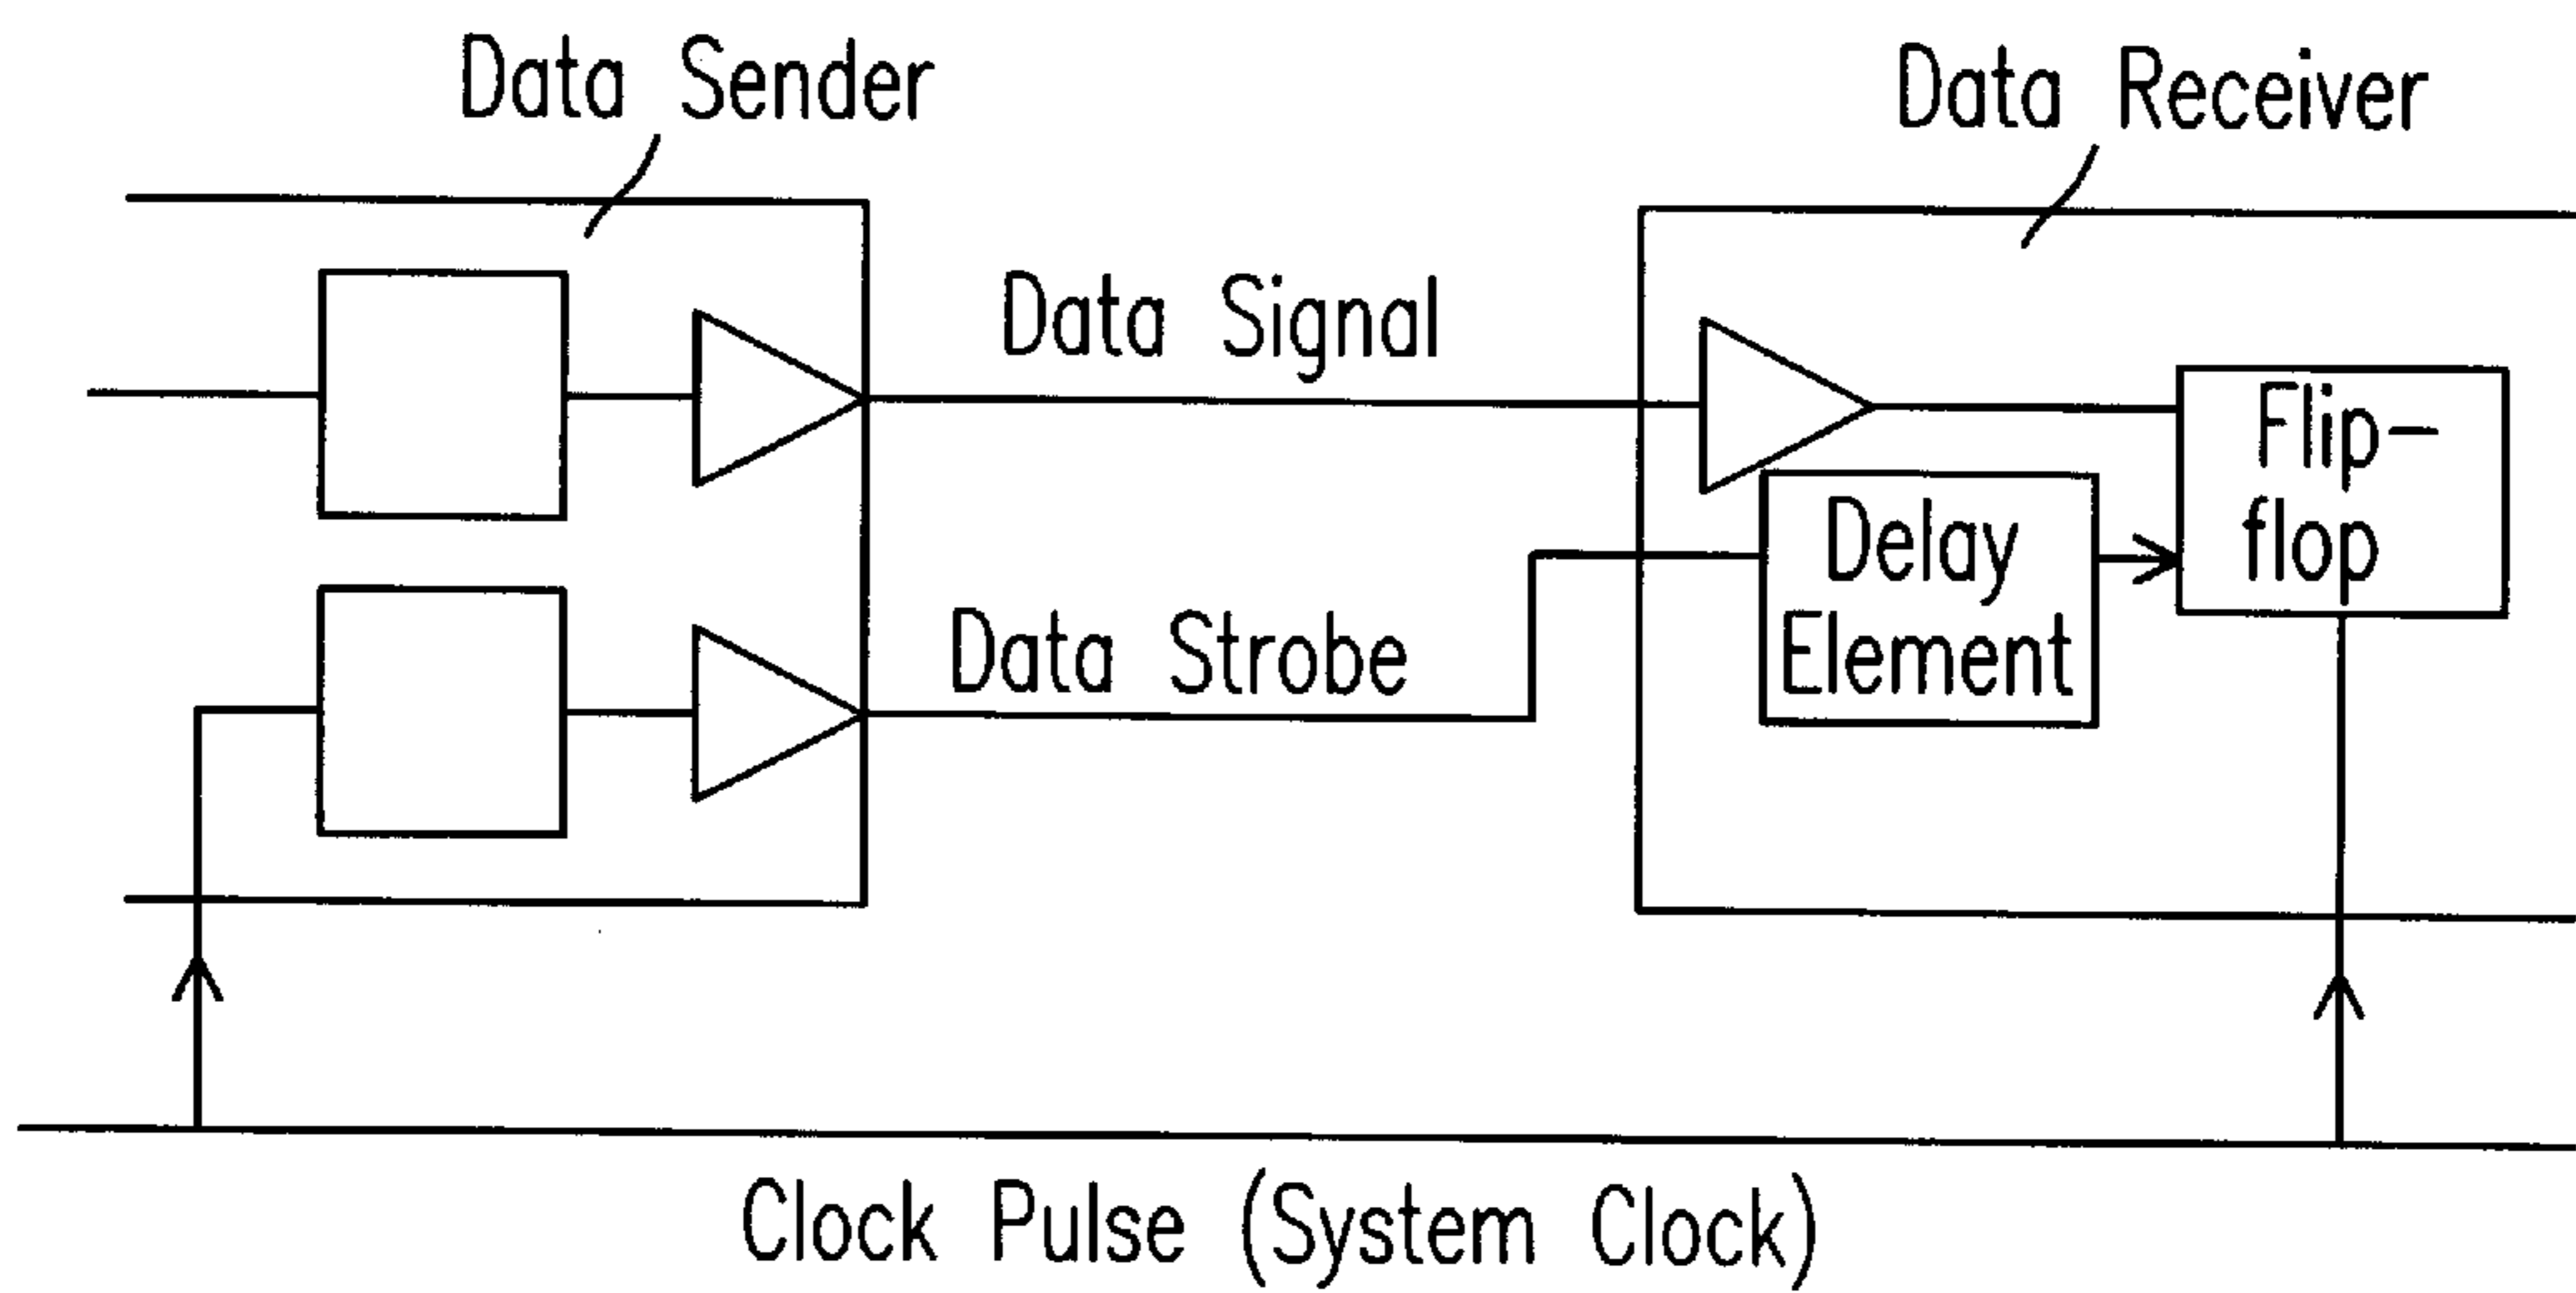 Data Sender
Data Receiver
Data Signal
Flip-
flop
Delay
Element
Data Strobe
Clock Pulse (System Clock)